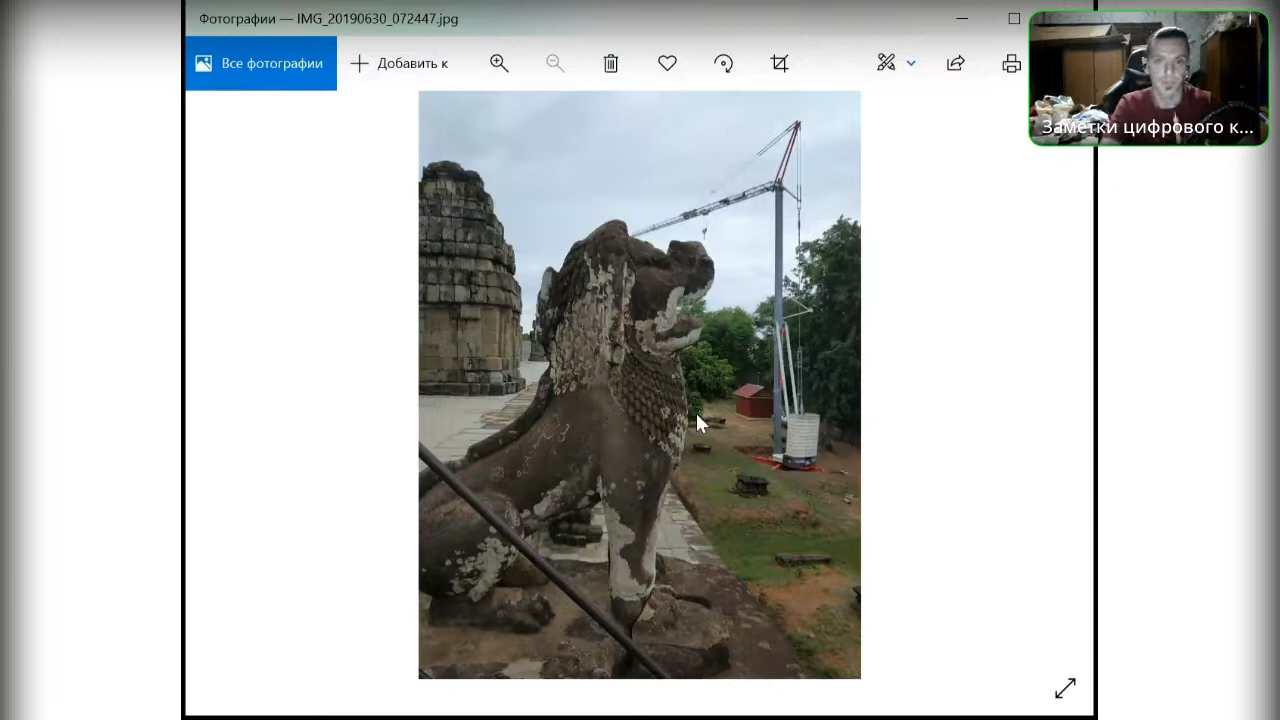 Фотографии — IMG_20190630_072447.jpg
Все фотографии
Добавить к
Заметки цифрового к...